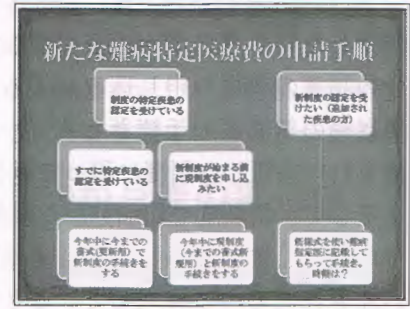 新たな難病特定医療費の申請手順
制度の特定疾患の
認定を受けている
新制度の認定を受
けたい（追加され
た疾患の方）
すでに特定疾患の
認定を受けている
新制度が始まる前
に現制度を申し込
みたい
今年中に今までの
書式(更新用）で
新制度の手続きを
する
今年中に現制度
（今までの書式新
規用）と新制度の
手続きをする
新様式を使い難病
指定医に記載して
もらって手続き。
時期は？